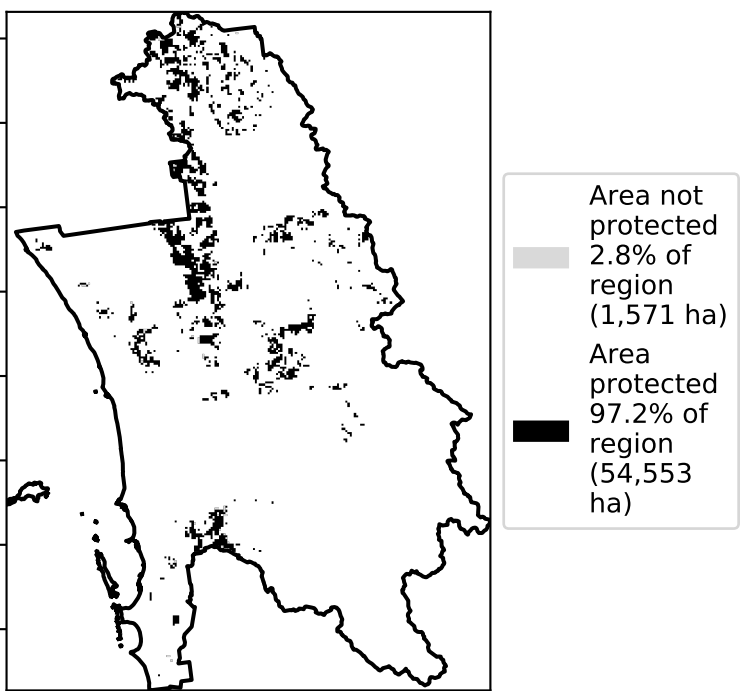 Area not
protected
2.8% of
region
(1,571 ha)
Area
protected
97.2% of
region
(54,553
ha)